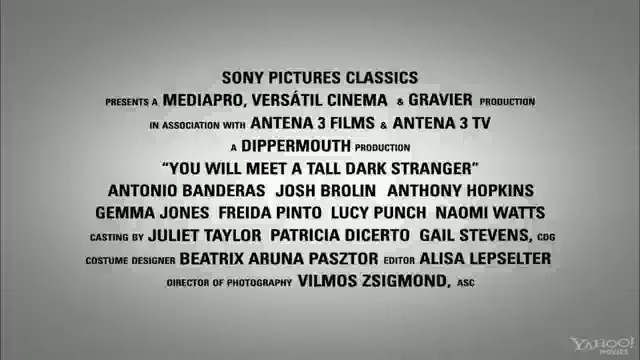 SONY PICTURES CLASSICS
PRESENTS A MEDIAPRO, VERSÁTIL CINEMA & GRAVIER PRODUCTION
IN ASSOCIATION WITH ANTENA 3 FILMS & ANTENA 3 TV
A DIPPERMOUTH PRODUCTION
“YOU WILL MEET A TALL DARK STRANGER”
ANTONIO BANDERAS JOSH BROLIN ANTHONY HOPKINS
GEMMA JONES FREIDA PINTO LUCY PUNCH NAOMI WATTS
CASTING BY JULIET TAYLOR PATRICIA DICERTO GAIL STEVENS, CDG
COSTUME DESIGNER BEATRIX ARUNA PASZTOR EDITOR ALISA LEPSELTER
DIRECTOR OF PHOTOGRAPHY VILMOS ZSIGMOND, ASC
YAHOO!
MOVIES